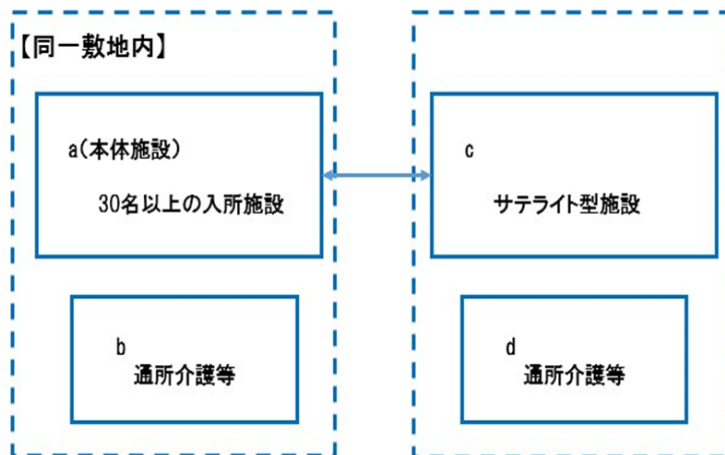 【同一敷地内】
a(本体施設)
30名以上の入所施設
b
通所介護等
c
サテライト型施設
d
通所介護等